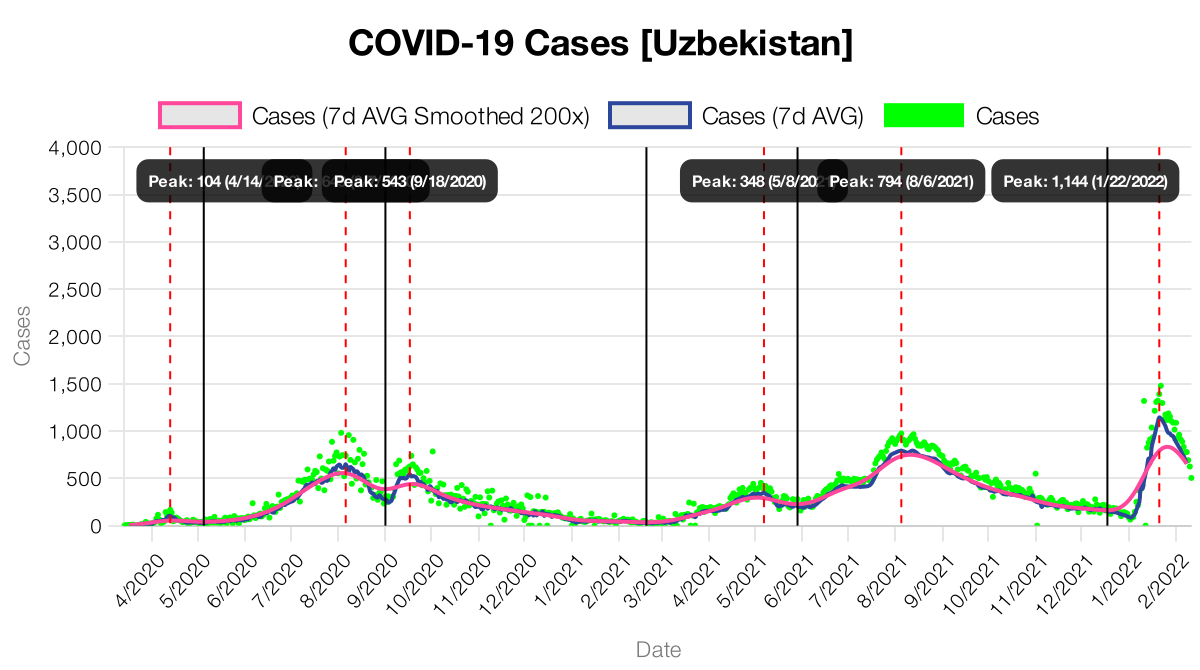 COVID-19 Cases [Uzbekistan]
Cases (7d AVG Smoothed 200x) Cases (7d AVG) Cases
4,000
Peak: 104 (4/14/ Peak: Peak: 543 (9/18/2020) Peak: 348 (5/8/ Peak: 794 (8/6/2021) Peak: 1,144 (1/22/2022)
3,500
3,000
2,500
2,000
1,500
1,000
500
0
Cases
4/2020 5/2020 6/2020 7/2020 8/2020 9/2020 10/2020 11/2020 12/2020 1/2021 2/2021 3/2021 4/2021 5/2021 6/2021 7/2021 8/2021 9/2021 10/2021 11/2021 12/2021 1/2022 2/2022
Date